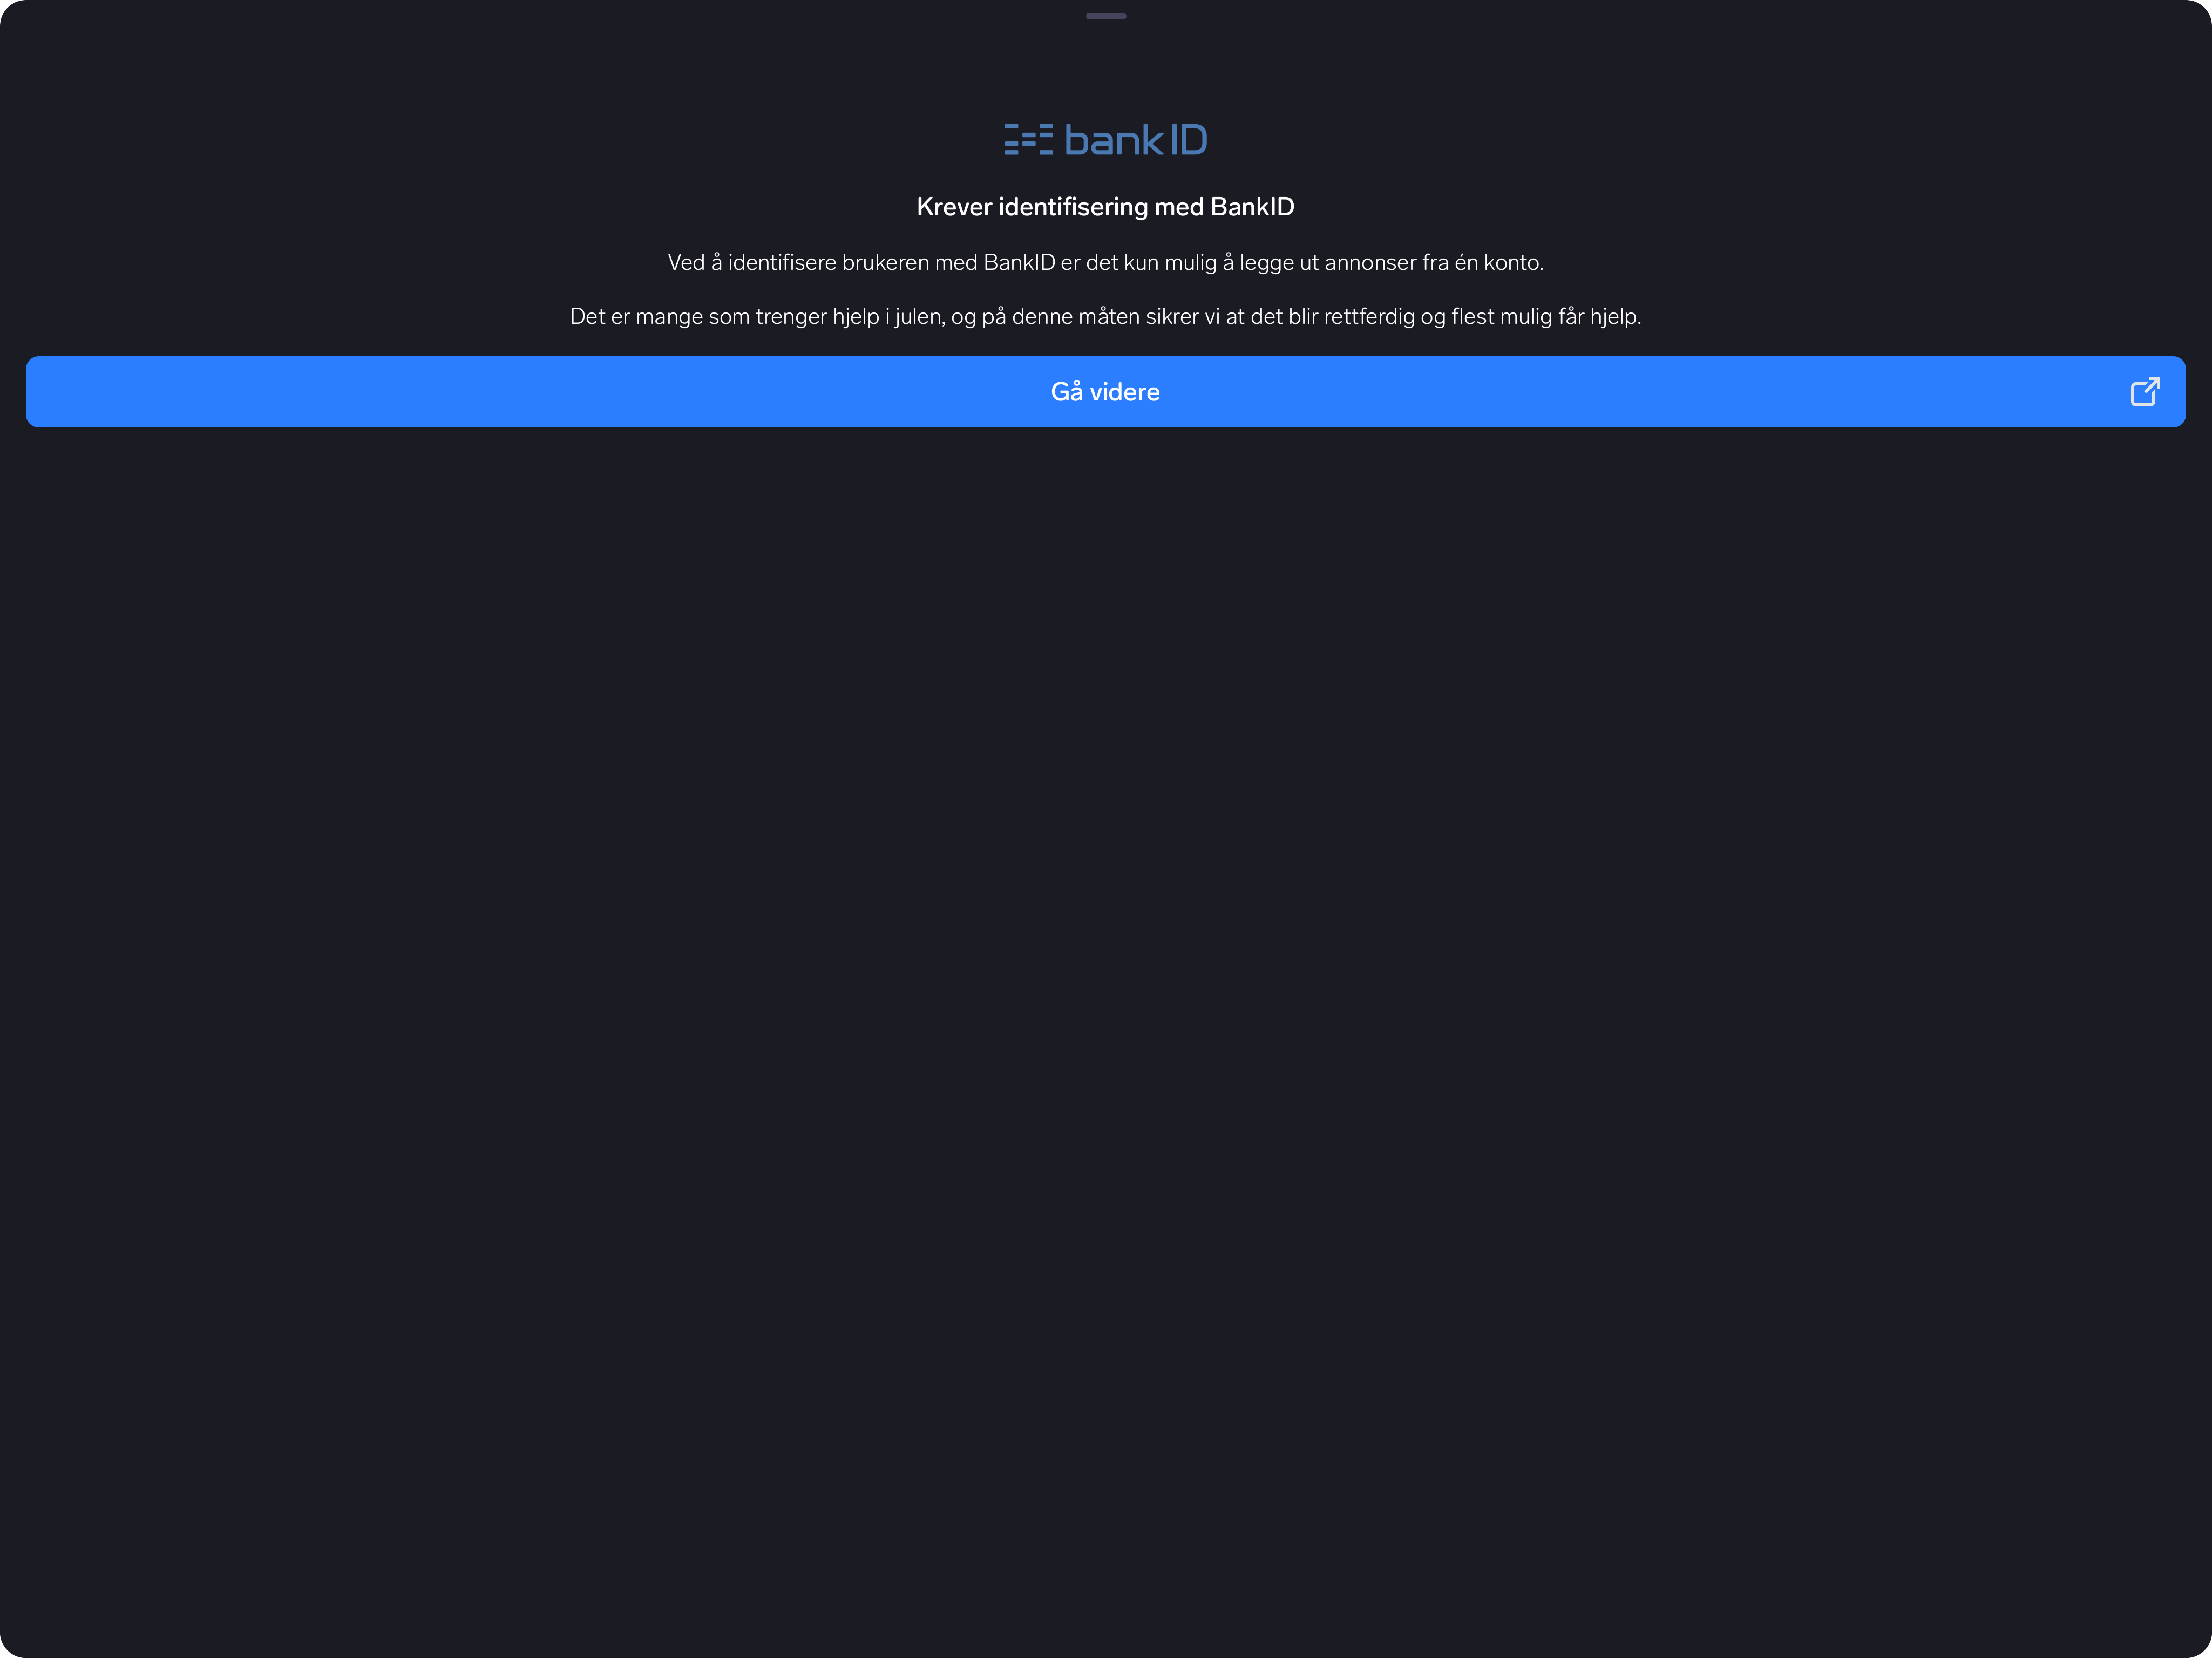 bankID
Krever identifisering med BankID
Ved å identifisere brukeren med BankID er det kun mulig å legge ut annonser fra én konto.
Det er mange som trenger hjelp i julen, og på denne måten sikrer vi at det blir rettferdig og flest mulig får hjelp.
Gå videre